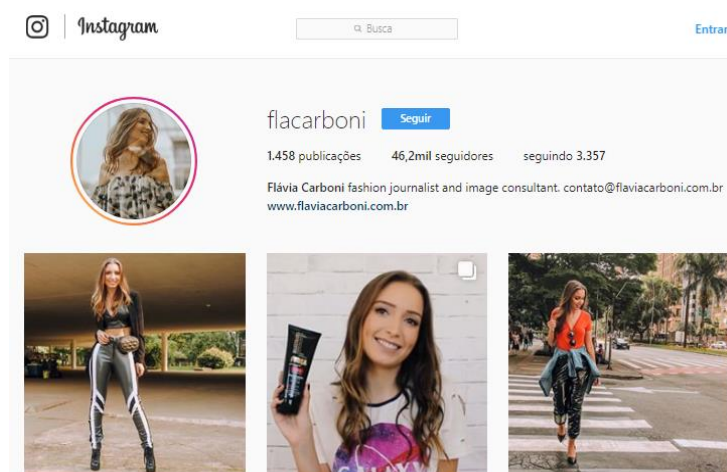 Instagram
Busca
Entrar
flacarboni Seguir
1.458 publicações 46,2mil seguidores seguindo 3.357
Flávia Carboni fashion journalist and image consultant. contato@flaviacarboni.com.br
www.flaviacarboni.com.br